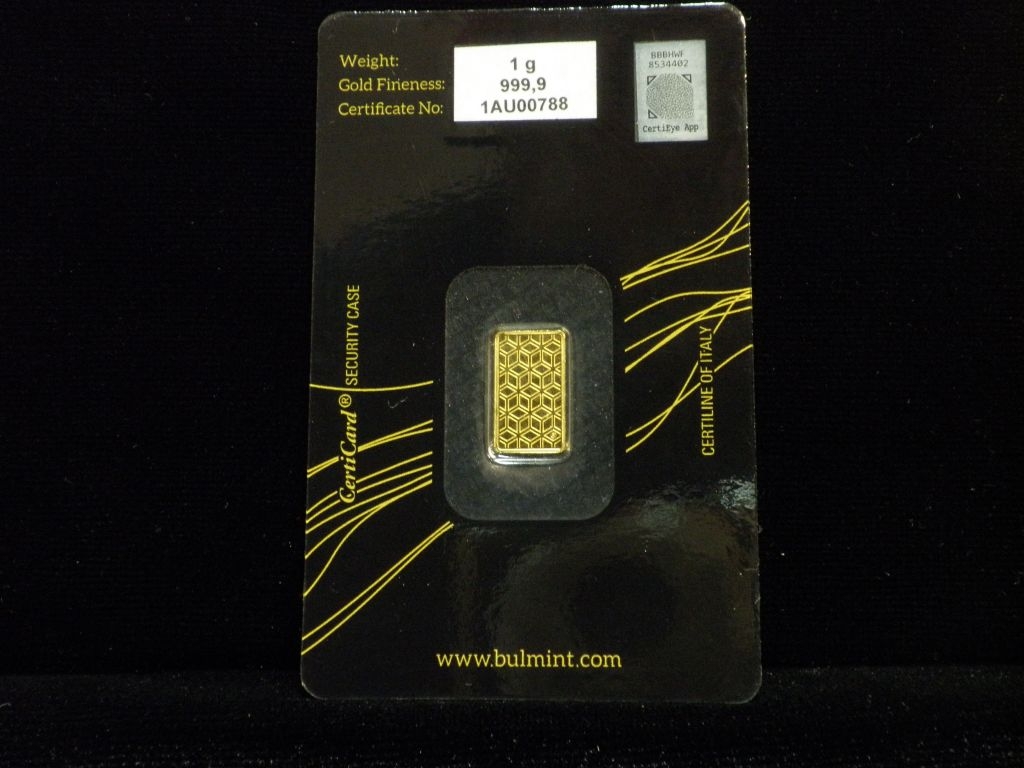 Weight: 1 g
Gold Fineness: 999,9
Certificate No: 1AU00788
BBBHWF
8534402
CertiEye App
CertiCard® SECURITY CASE
CERTILINE OF ITALY
www.bulmint.com